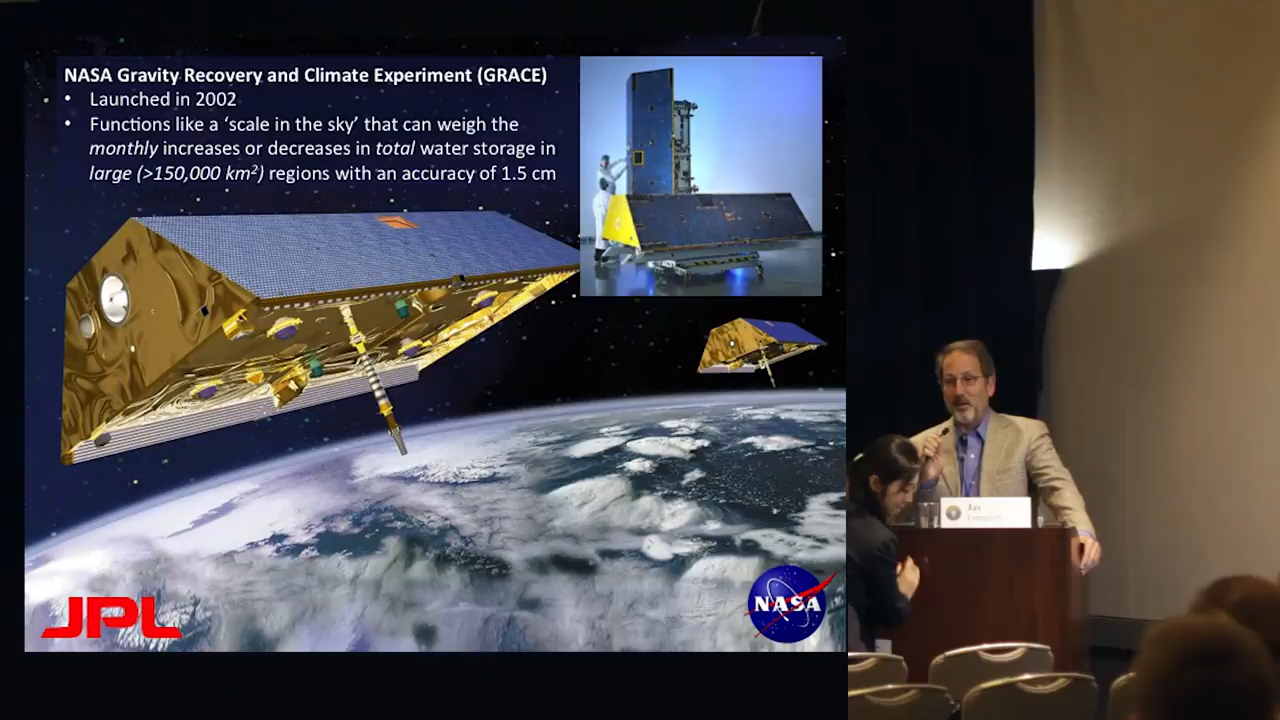 NASA Gravity Recovery and Climate Experiment (GRACE)
• Launched in 2002
• Functions like a ‘scale in the sky’ that can weigh the
monthly increases or decreases in total water storage in
large (>150,000 km²) regions with an accuracy of 1.5 cm
JPL
NASA
Jay